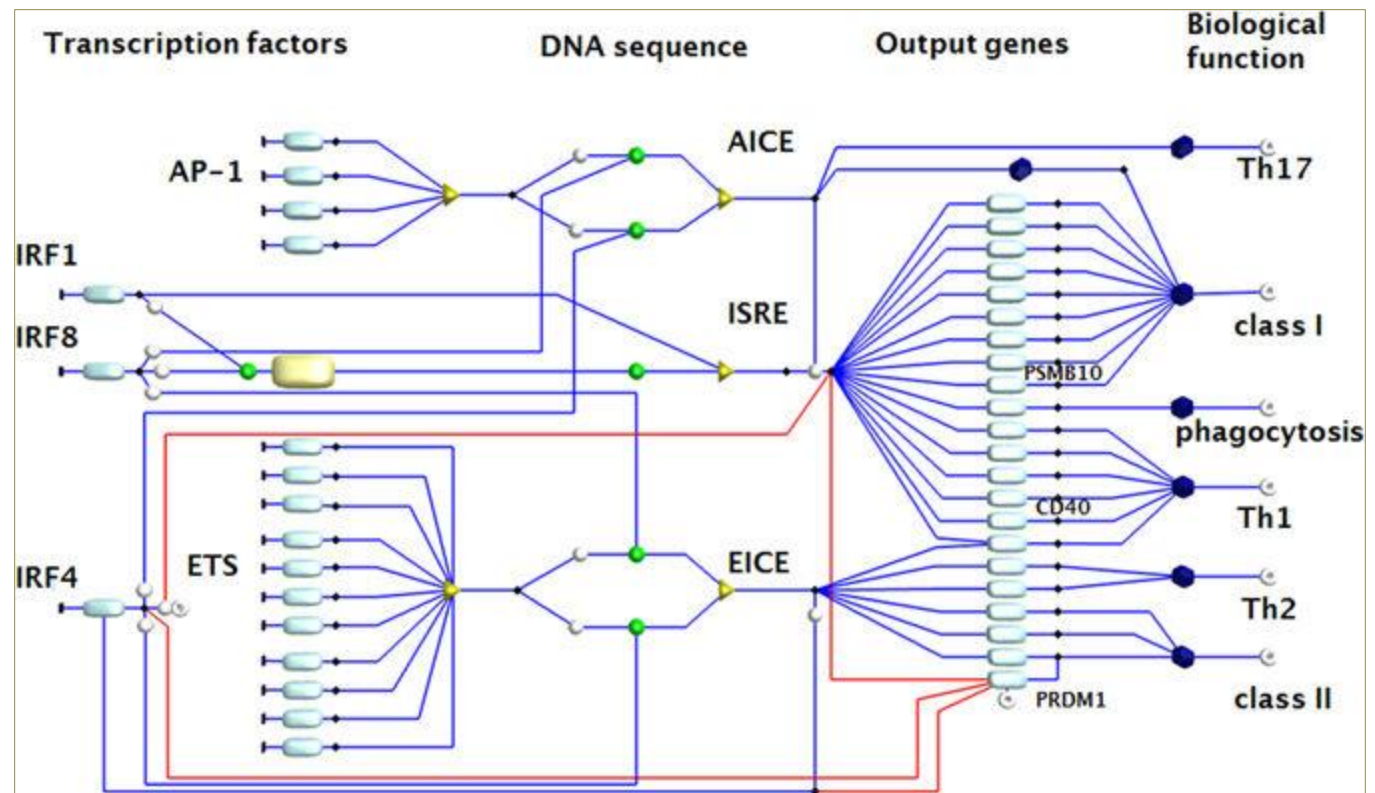 Transcription factors
DNA sequence
Output genes
Biological
function
AP-1
AICE
Th17
IRF1
ISRE
class I
IRF8
PSMB10
phagocytosis
CD40
Th1
ETS
EICE
IRF4
Th2
PRDM1
class II